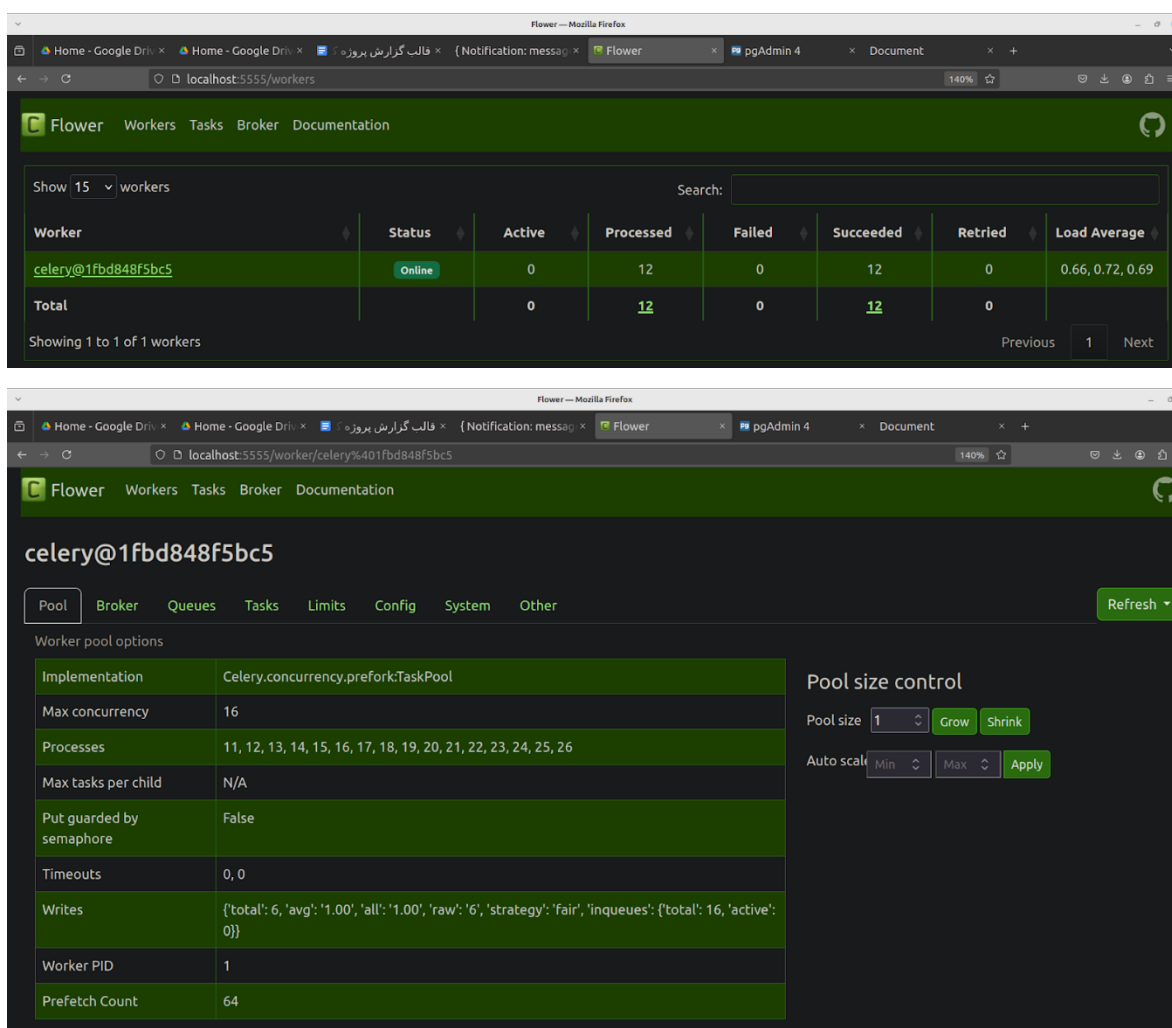 Flower — Mozilla Firefox
Home - Google Driv × Home - Google Driv × قالب گزارش پروژه × {Notification: messag × Flower × pgAdmin 4 × Document × +
localhost:5555/workers 140%
Flower Workers Tasks Broker Documentation
Show 15 workers Search:
Worker Status Active Processed Failed Succeeded Retried Load Average
celery@1fbd848f5bc5 Online 0 12 0 12 0 0.66, 0.72, 0.69
Total 0 12 0 12 0
Showing 1 to 1 of 1 workers Previous 1 Next
Flower — Mozilla Firefox
Home - Google Driv × Home - Google Driv × قالب گزارش پروژه × {Notification: messag × Flower × pgAdmin 4 × Document × +
localhost:5555/worker/celery%401fbd848f5bc5 140%
Flower Workers Tasks Broker Documentation
celery@1fbd848f5bc5
Pool Broker Queues Tasks Limits Config System Other Refresh
Worker pool options
Implementation Celery.concurrency.prefork:TaskPool
Max concurrency 16
Processes 11, 12, 13, 14, 15, 16, 17, 18, 19, 20, 21, 22, 23, 24, 25, 26
Max tasks per child N/A
Put guarded by
semaphore False
Timeouts 0, 0
Writes {'total': 6, 'avg': '1.00', 'all': '1.00', 'raw': '6', 'strategy': 'fair', 'inqueues': {'total': 16, 'active':
0}}
Worker PID 1
Prefetch Count 64
Pool size control
Pool size 1 Grow Shrink
Auto scale Min Max Apply